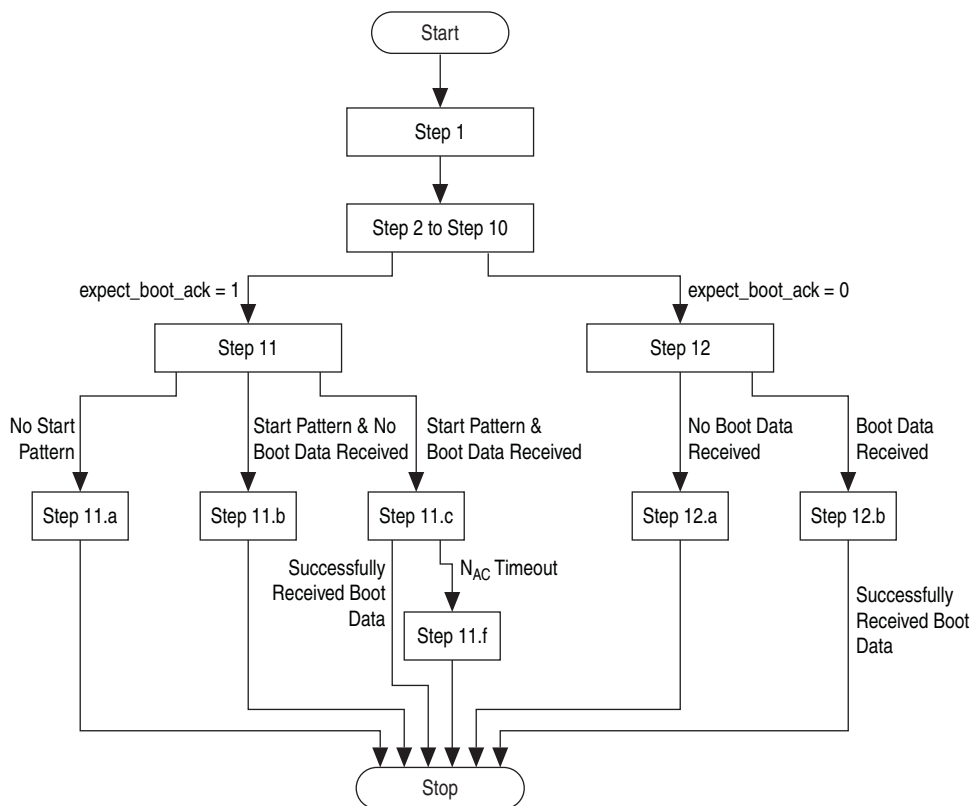 Start
Step 1
Step 2 to Step 10
expect_boot_ack = 1
expect_boot_ack = 0
Step 11
Step 12
No Start
Pattern
Start Pattern & No
Boot Data Received
Start Pattern &
Boot Data Received
No Boot Data
Received
Boot Data
Received
Step 11.a
Step 11.b
Step 11.c
Step 12.a
Step 12.b
Successfully
Received Boot
Data
NAC Timeout
Step 11.f
Successfully
Received Boot
Data
Stop